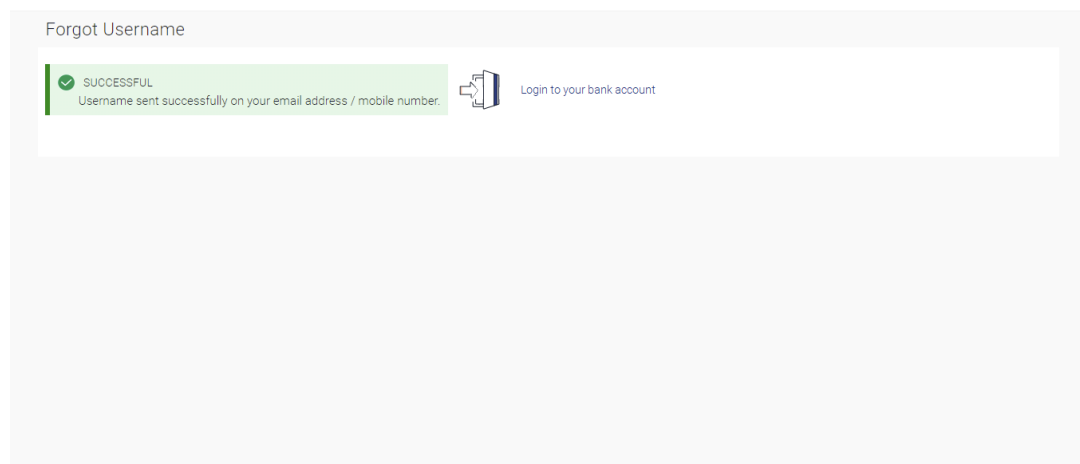 Forgot Username
SUCCESSFUL
Username sent successfully on your email address / mobile number.
Login to your bank account